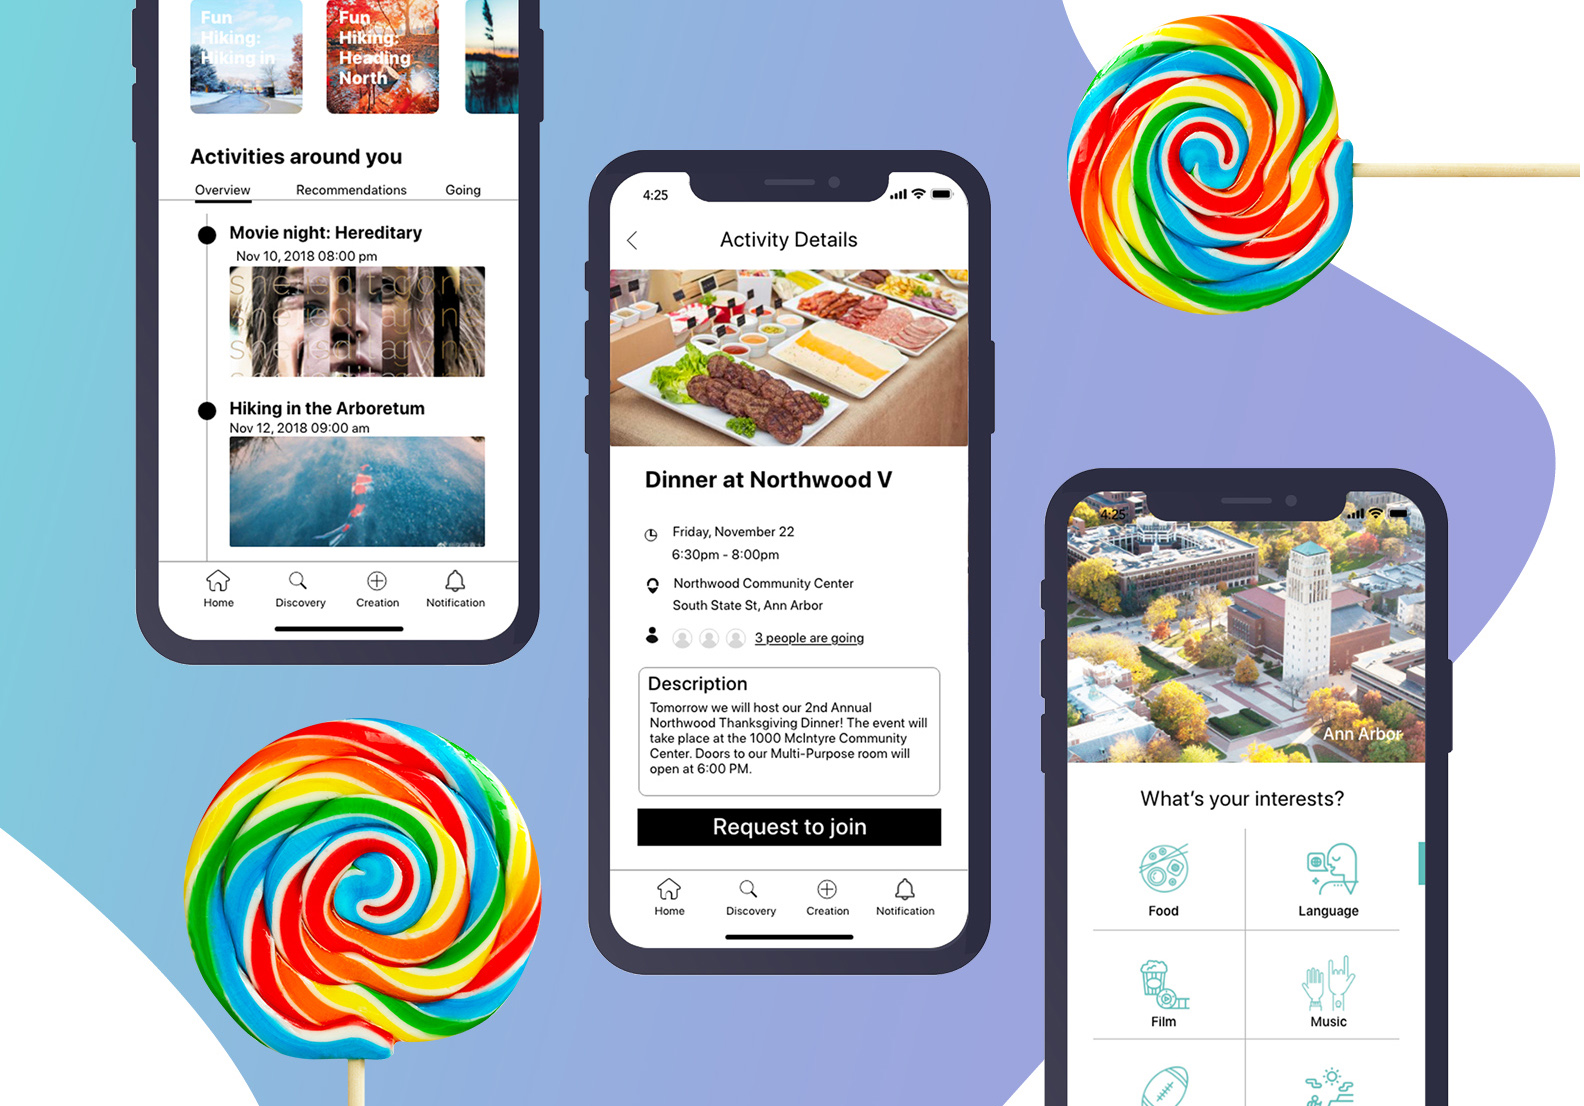 Fun
Hiking:
Hiking in
Fun
Hiking:
Heading
North
Activities around you
Overview
Recommendations
Going
Movie night: Hereditary
Nov 10, 2018 08:00 pm
Hiking in the Arboretum
Nov 12, 2018 09:00 am
Home
Discovery
Creation
Notification
4:25
Activity Details
Dinner at Northwood V
Friday, November 22
6:30pm - 8:00pm
Northwood Community Center
South State St, Ann Arbor
3 people are going
Description
Tomorrow we will host our 2nd Annual
Northwood Thanksgiving Dinner! The event will
take place at the 1000 McIntyre Community
Center. Doors to our Multi-Purpose room will
open at 6:00 PM.
Request to join
Home
Discovery
Creation
Notification
4:25
Ann Arbor
What's your interests?
Food
Language
Film
Music